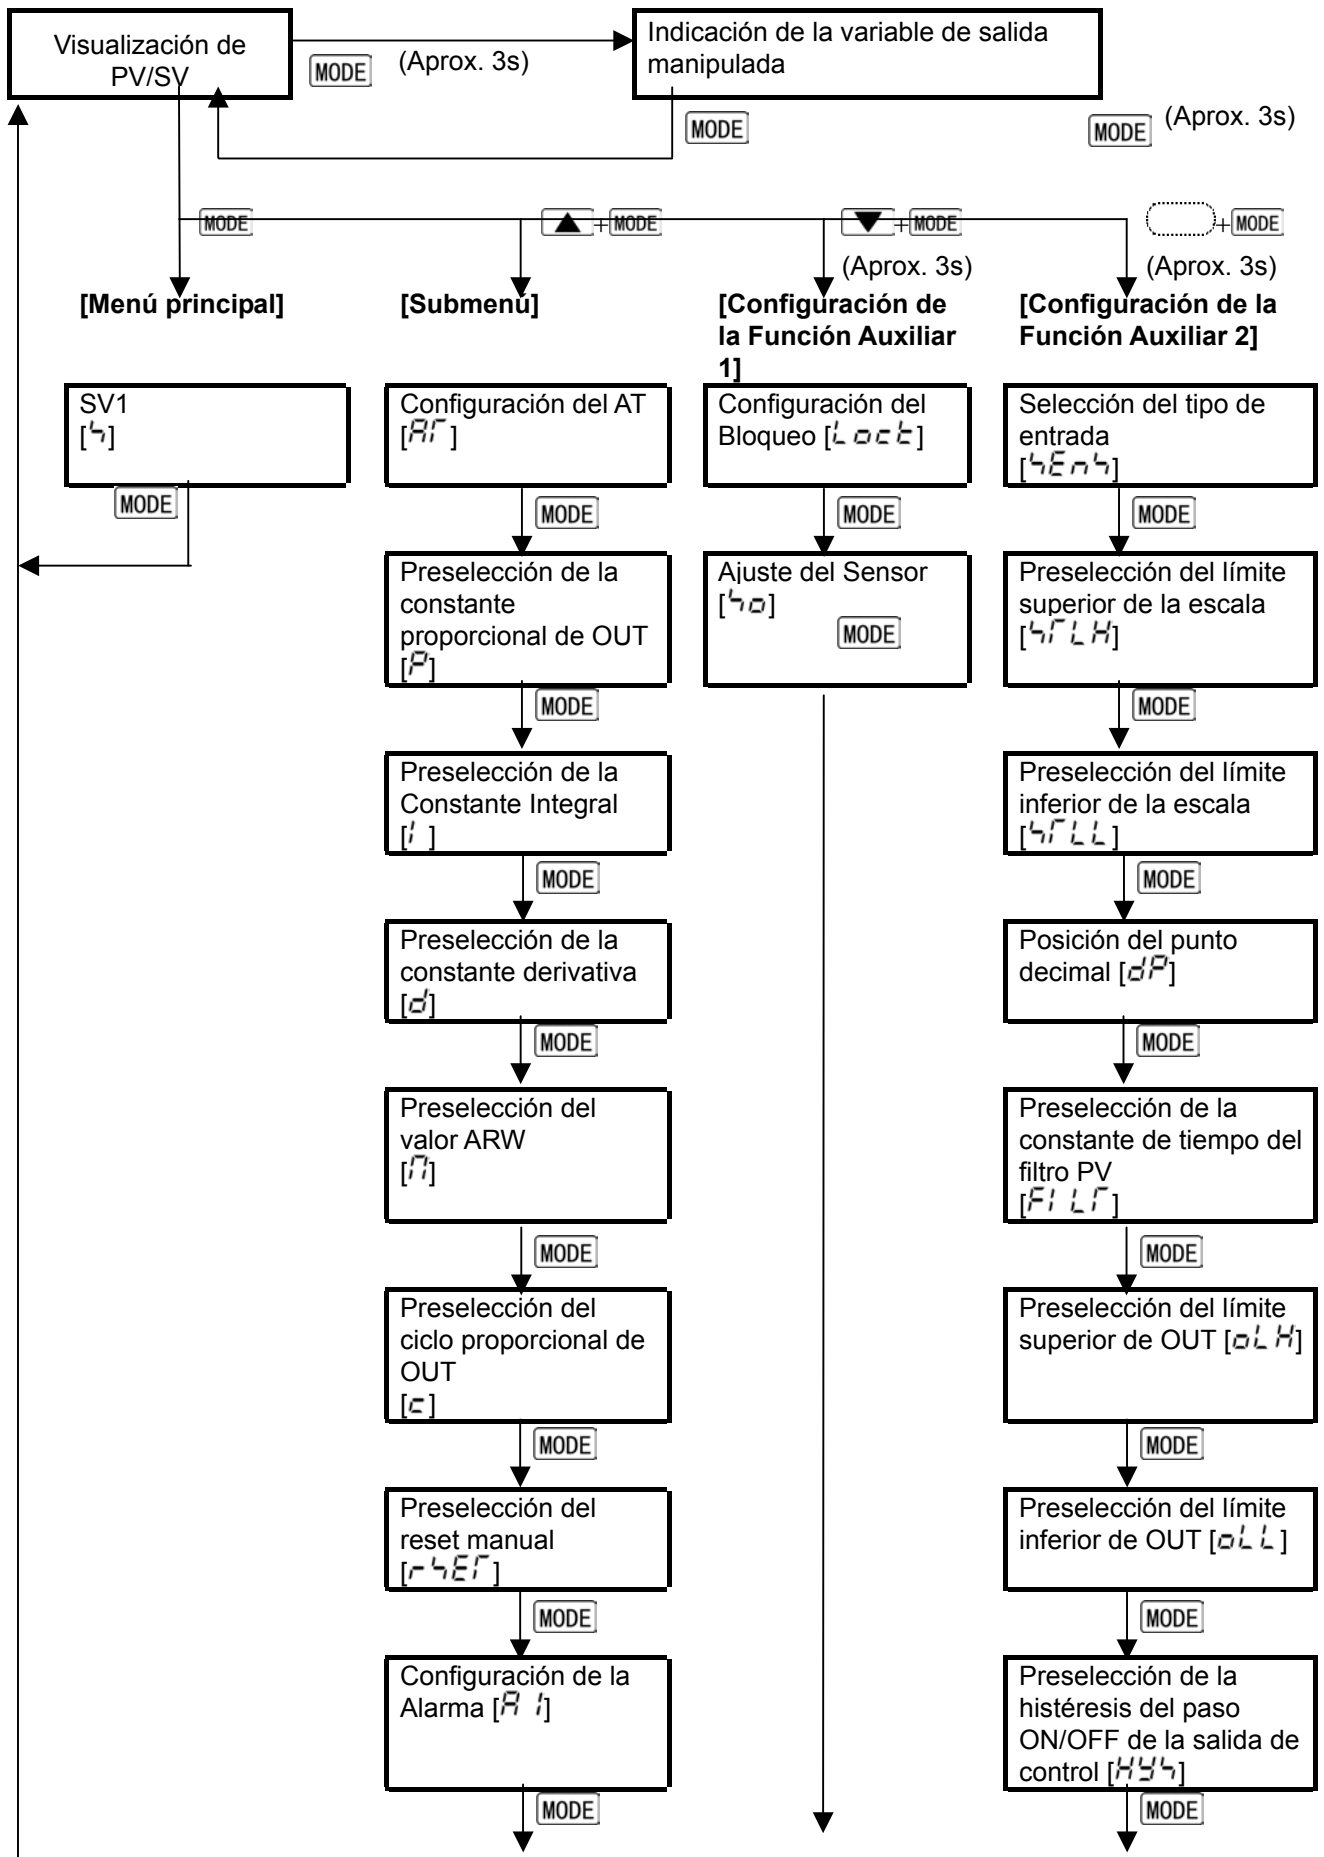 Visualización de
PV/SV
MODE
(Aprox. 3s)
Indicación de la variable de salida
manipulada
MODE
MODE
(Aprox. 3s)
MODE
+MODE
+MODE
(Aprox. 3s)
+MODE
(Aprox. 3s)
[Menú principal]
[Submenú]
[Configuración de
la Función Auxiliar
1]
[Configuración de la
Función Auxiliar 2]
SV1
[S]
MODE
Configuración del AT
[AT]
MODE
Preselección de la
constante
proporcional de OUT
[P]
MODE
Preselección de la
Constante Integral
[I]
MODE
Preselección de la
constante derivativa
[d]
MODE
Preselección del
valor ARW
MODE
Preselección del
ciclo proporcional de
OUT
[c]
MODE
Preselección del
reset manual
[rSET]
MODE
Configuración de la
Alarma [A1]
MODE
Configuración del
Bloqueo [Lock]
MODE
Ajuste del Sensor
[So]
MODE
Selección del tipo de
entrada
[SEnS]
MODE
Preselección del límite
superior de la escala
[STLH]
MODE
Preselección del límite
inferior de la escala
[STLL]
MODE
Posición del punto
decimal [dP]
MODE
Preselección de la
constante de tiempo del
filtro PV
[FILT]
MODE
Preselección del límite
superior de OUT [oLH]
MODE
Preselección del límite
inferior de OUT [oLL]
MODE
Preselección de la
histéresis del paso
ON/OFF de la salida de
control [HYS]
MODE